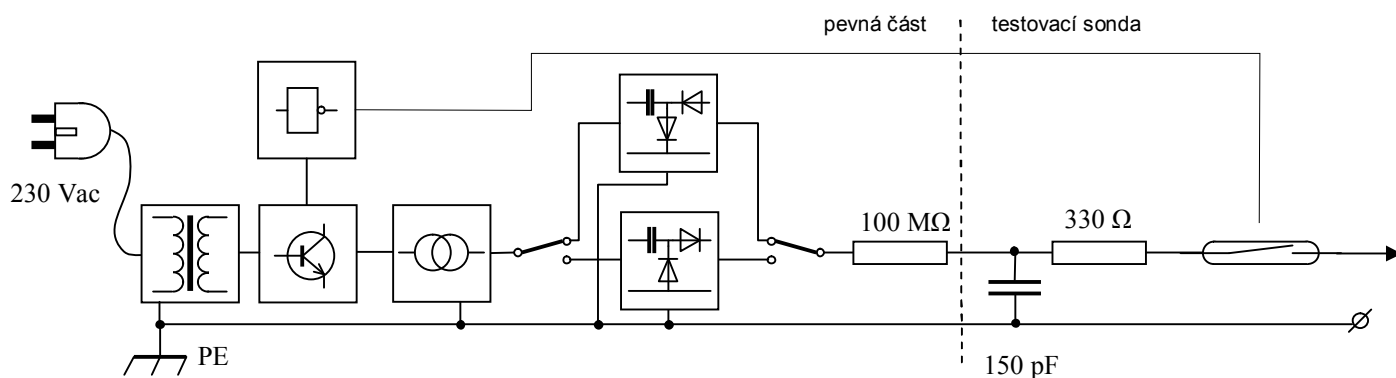 pevná část
testovací sonda
230 Vac
100 MΩ
330 Ω
PE
150 pF